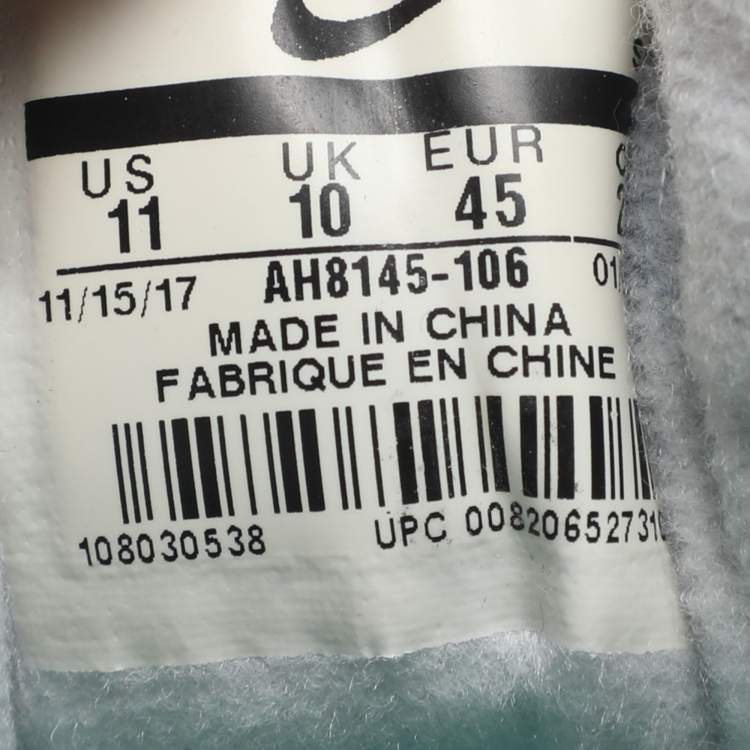 US UK EUR
11 10 45
11/15/17 AH8145-106 01
MADE IN CHINA
FABRIQUE EN CHINE
108030538 UPC 00820652731